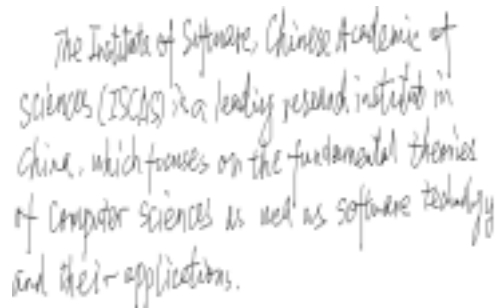 The Institute of Software, Chinese Academic of
sciences (ISCAS) is a leading research institut in
China, which focuses on the fundamental theories
of computer sciences as well as software technology
and their applications.